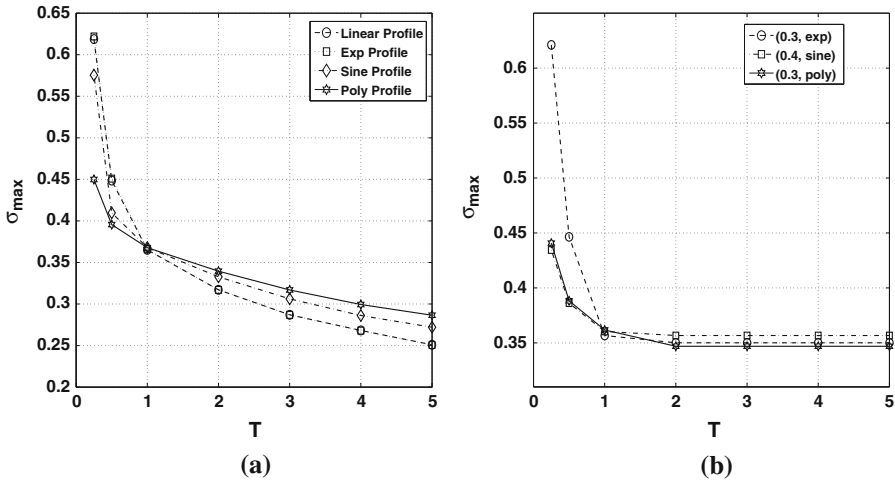 0.65
0.6
0.55
0.5
0.45
0.4
0.35
0.3
0.25
0.2
σmax
0 1 2 3 4 5
T
Linear Profile
Exp Profile
Sine Profile
Poly Profile
(a)
0.6
0.55
0.5
0.45
0.4
0.35
σmax
0 1 2 3 4 5
T
(0.3, exp)
(0.4, sine)
(0.3, poly)
(b)